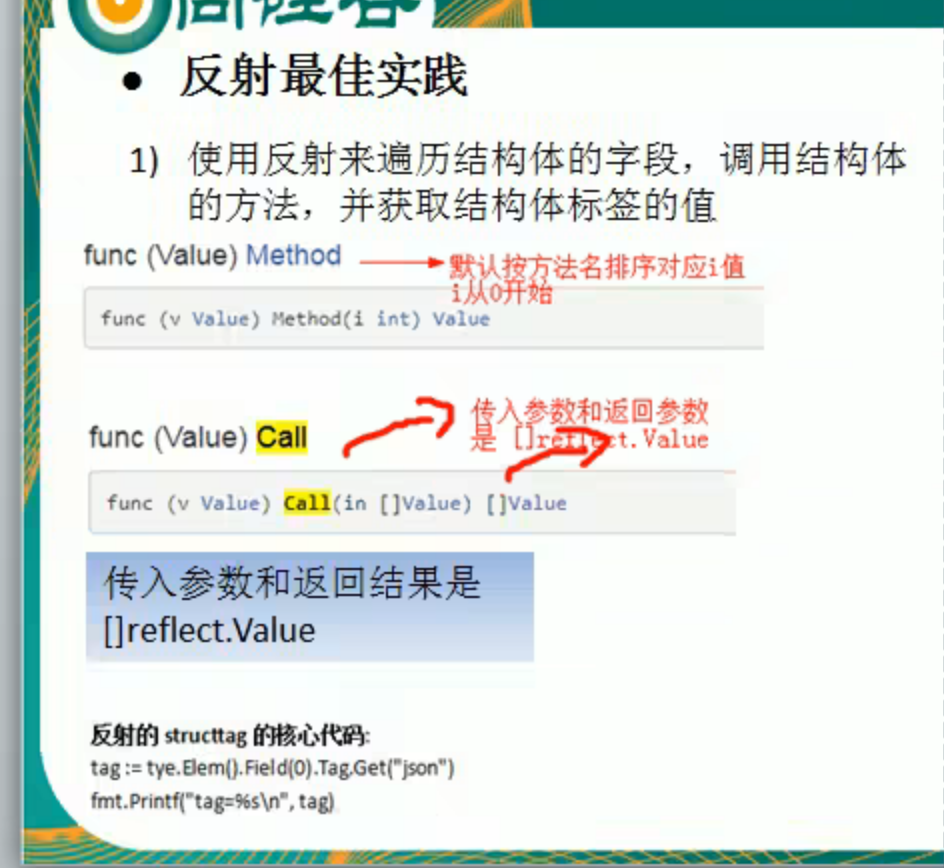 尚硅谷
● 反射最佳实践
1) 使用反射来遍历结构体的字段，调用结构体
的方法，并获取结构体标签的值
func (Value) Method
默认按方法名排序对应i值
i从0开始
func (v Value) Method(i int) Value
传入参数和返回参数
是 []reflect.Value
func (Value) Call
func (v Value) Call(in []Value) []Value
传入参数和返回结果是
[]reflect.Value
反射的 structtag 的核心代码:
tag := tye.Elem().Field(0).Tag.Get("json")
fmt.Printf("tag=%s\n", tag)